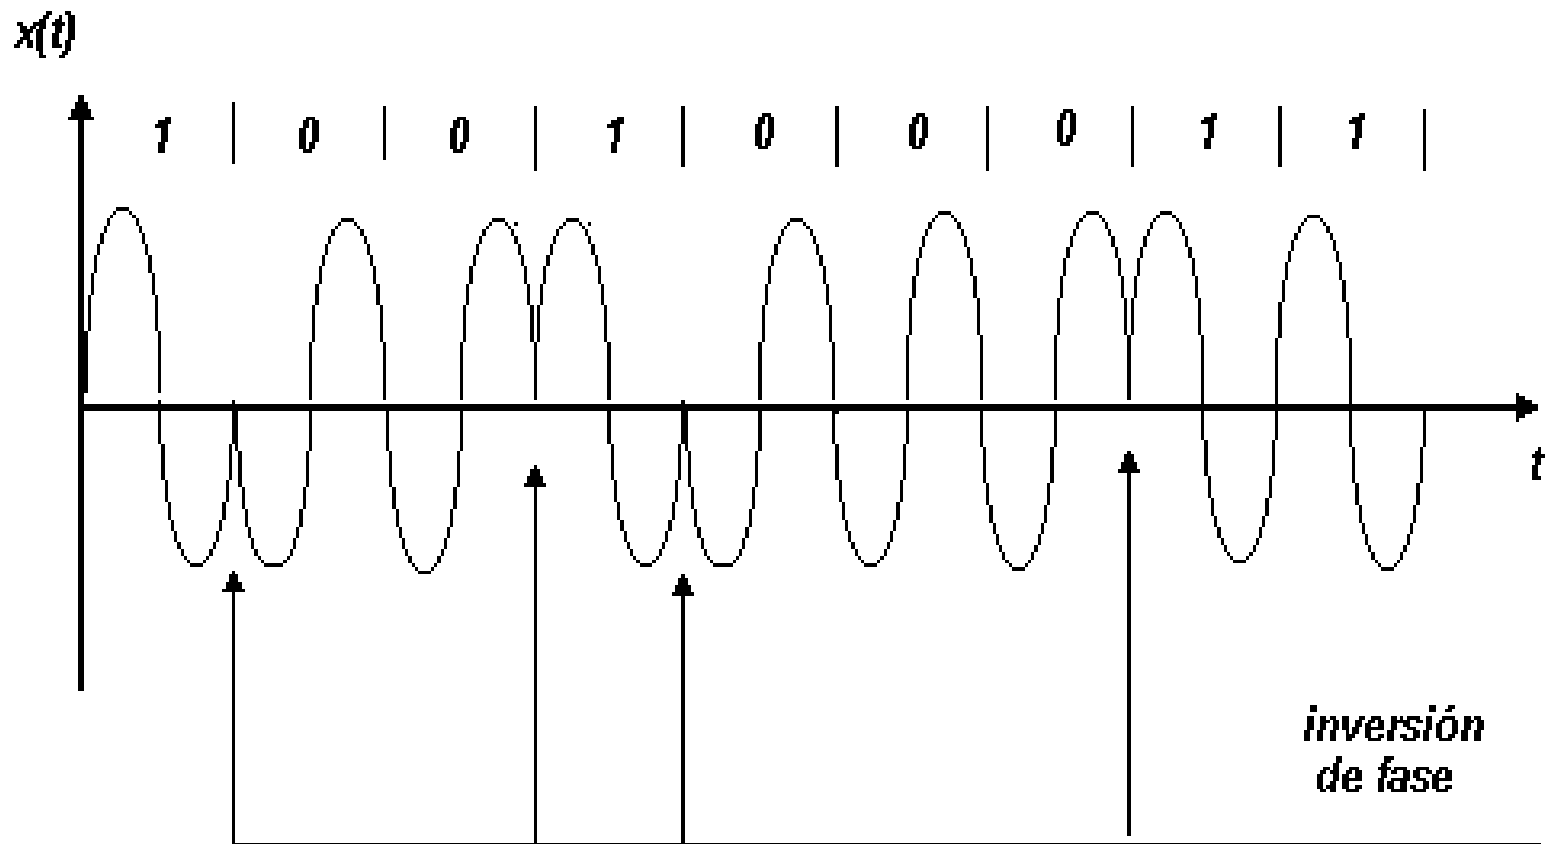 x(t)
1 | 0 | 0 | 1 | 0 | 0 | 0 | 1 | 1 |
t
inversión
de fase